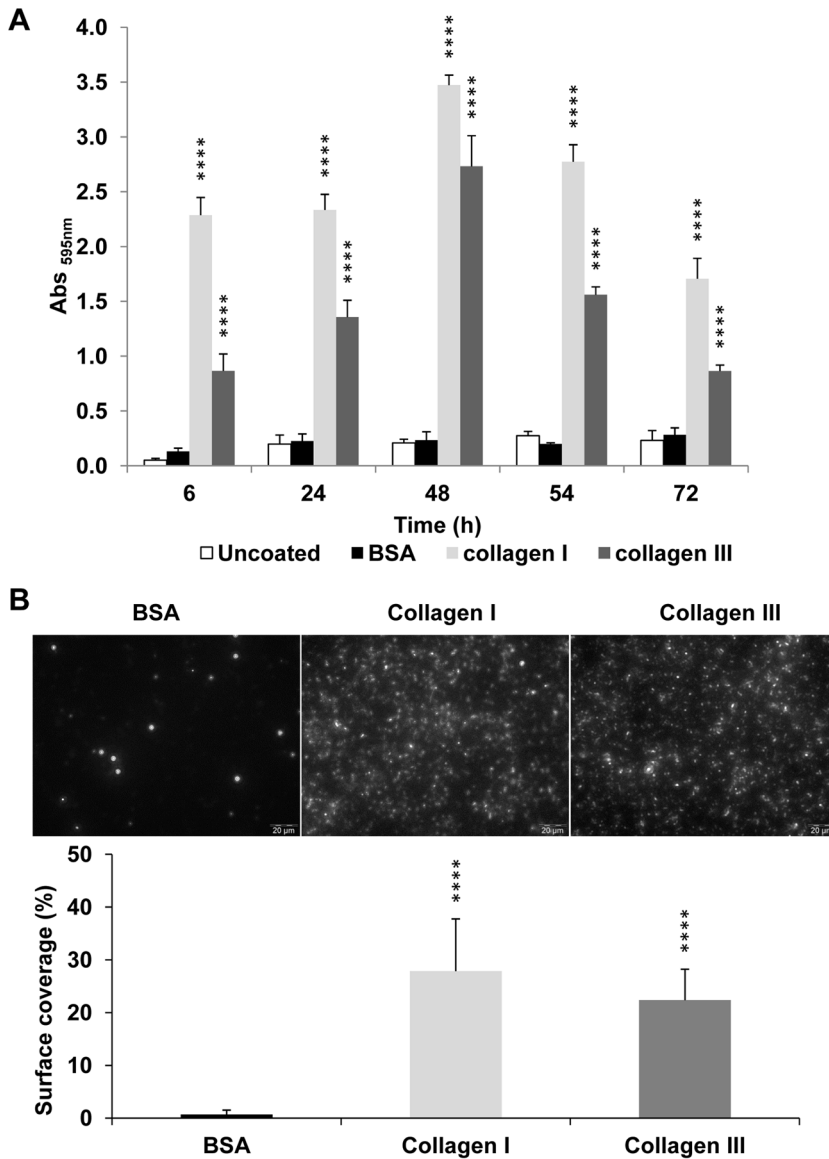 A
4.0
3.5
3.0
2.5
2.0
1.5
1.0
0.5
0.0
Abs 595nm
**** **** **** **** **** **** **** **** **** ****
6 24 48 54 72
Time (h)
Uncoated BSA collagen I collagen III
B
BSA Collagen I Collagen III
20 µm 20 µm 20 µm
50
40
30
20
10
0
Surface coverage (%)
**** ****
BSA Collagen I Collagen III